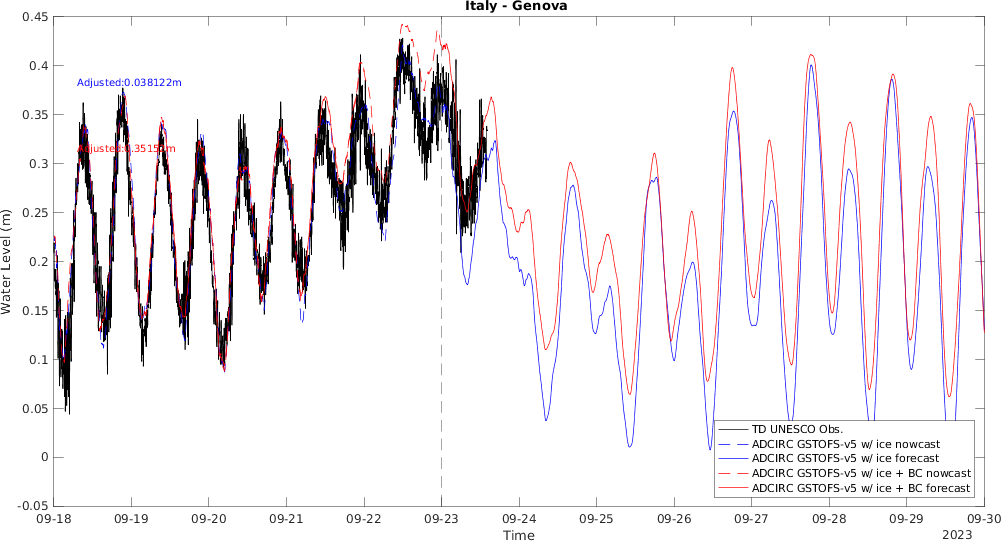 Italy - Genova
Water Level (m)
0.45
0.4
0.35
0.3
0.25
0.2
0.15
0.1
0.05
0
-0.05
Adjusted:0.038122m
TD UNESCO Obs.
ADCIRC GSTOFS-v5 w/ ice nowcast
ADCIRC GSTOFS-v5 w/ ice forecast
ADCIRC GSTOFS-v5 w/ ice + BC nowcast
ADCIRC GSTOFS-v5 w/ ice + BC forecast
09-18 09-19 09-20 09-21 09-22 09-23 09-24 09-25 09-26 09-27 09-28 09-29 09-30
Time
2023